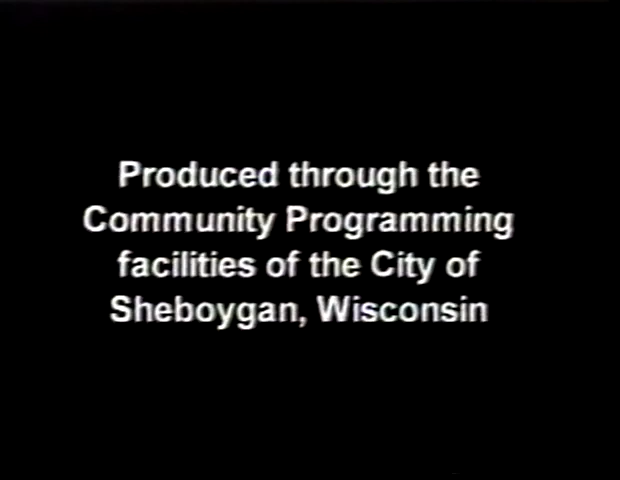 Produced through the
Community Programming
facilities of the City of
Sheboygan, Wisconsin